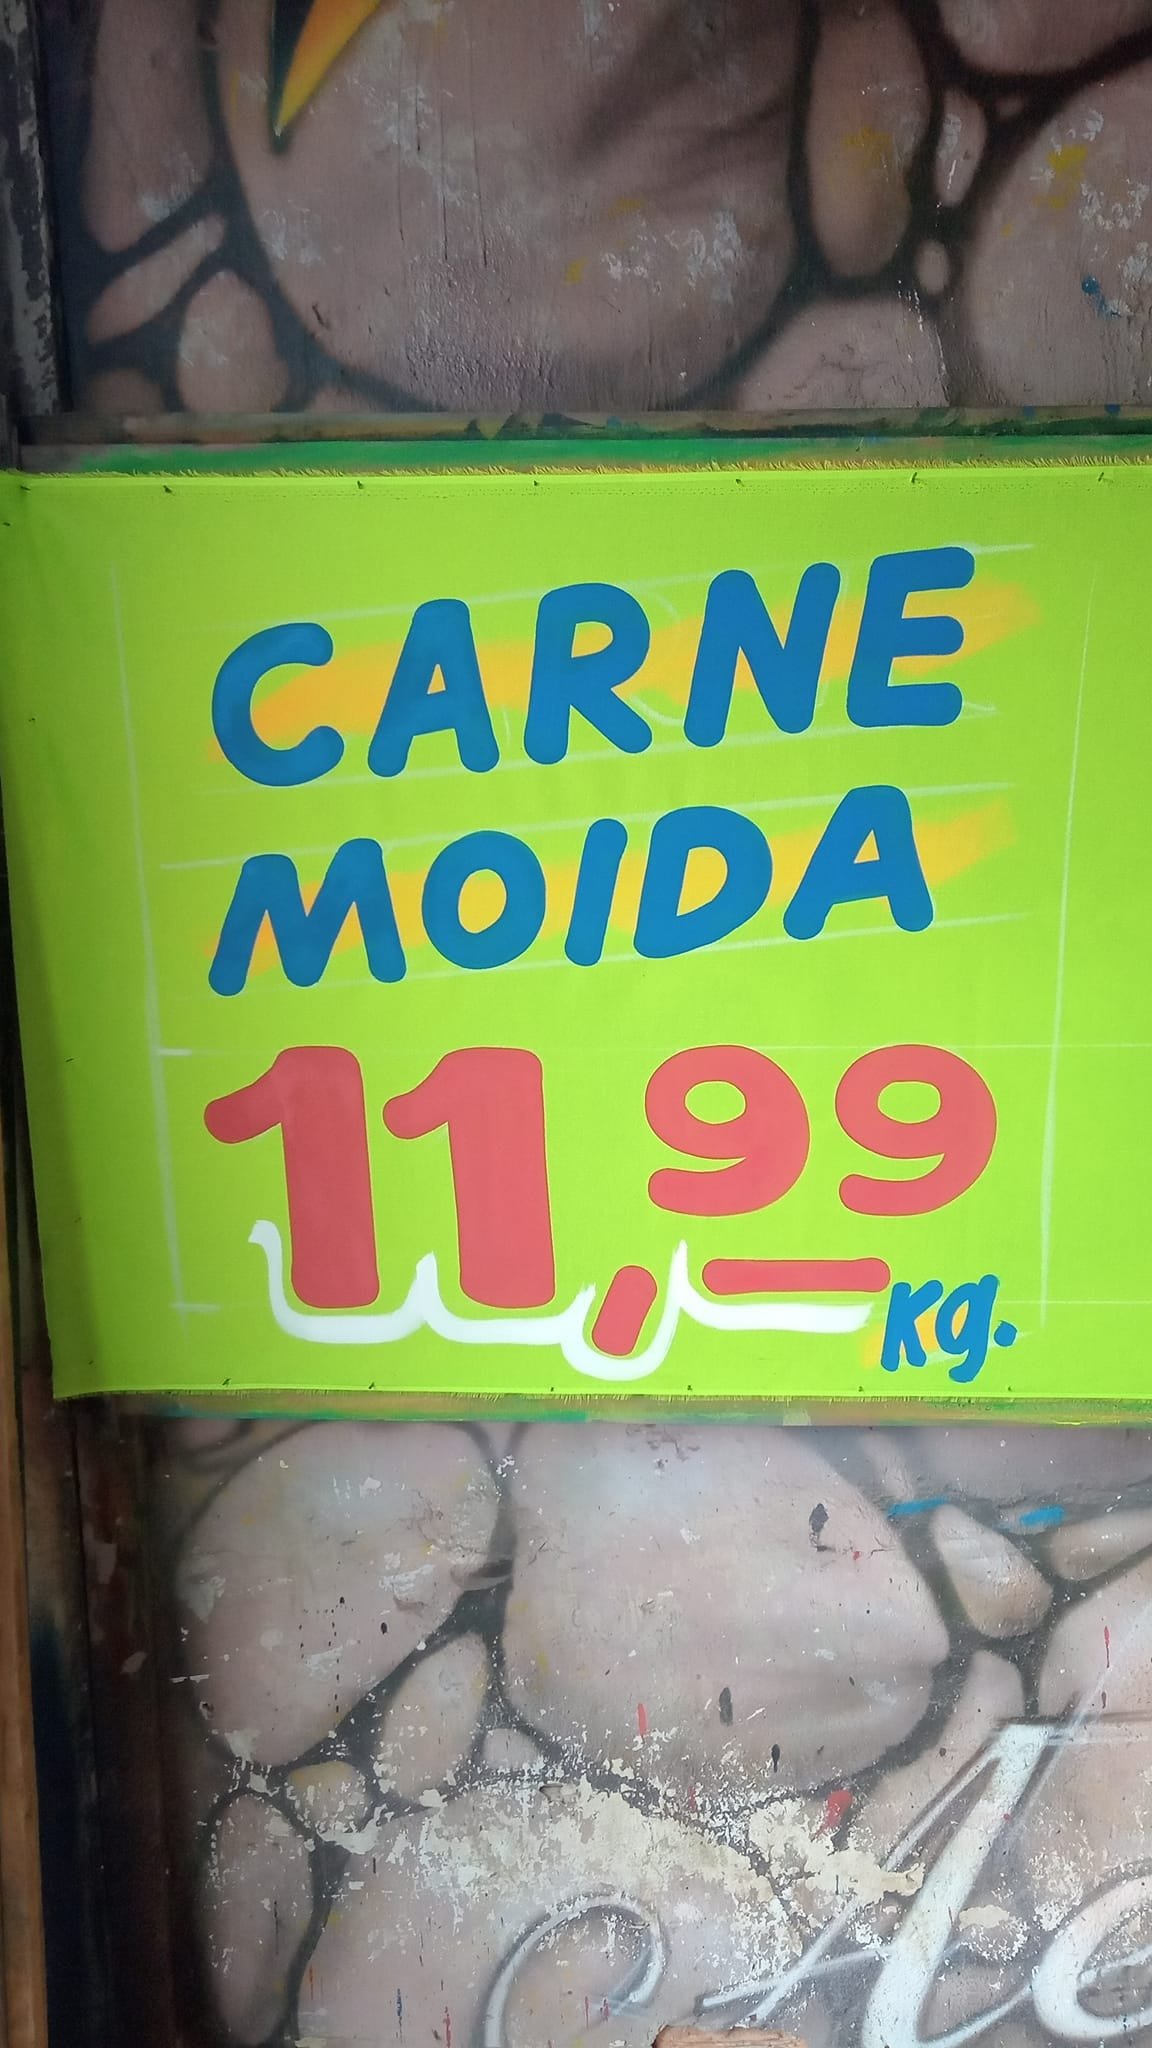 CARNE
MOIDA
11,99
Kg.